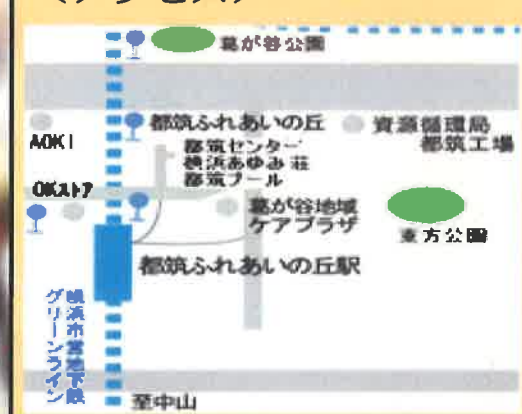 葛が谷公園
AOKI
都筑ふれあいの丘
都筑センター
横浜あゆみ荘
都筑プール
資源循環局
都筑工場
OKストア
葛が谷地域
ケアプラザ
東方公園
都筑ふれあいの丘駅
横浜市営地下鉄
グリーンライン
至中山